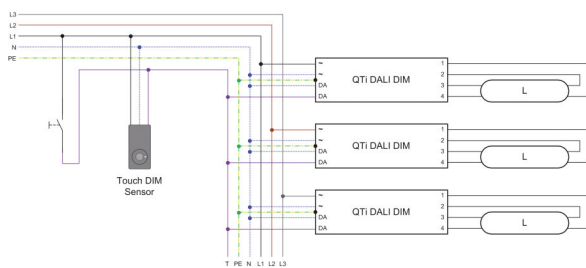 L3
L2
L1
N
PE
~
~
DA
DA
QTi DALI DIM
1
2
3
4
L
~
~
DA
DA
QTi DALI DIM
1
2
3
4
L
~
~
DA
DA
QTi DALI DIM
1
2
3
4
L
Touch DIM
Sensor
T PE N L1 L2 L3